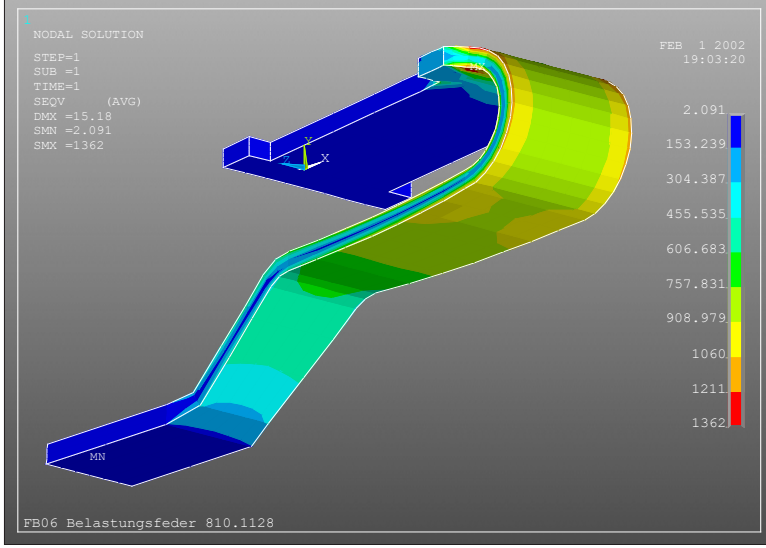 NODAL SOLUTION
STEP=1
SUB =1
TIME=1
SEQV (AVG)
DMX =15.18
SMN =2.091
SMX =1362
FEB 1 2002
19:03:20
2.091
153.239
304.387
455.535
606.683
757.831
908.979
1060
1211
1362
MX
Y
Z X
MN
FB06 Belastungsfeder 810.1128